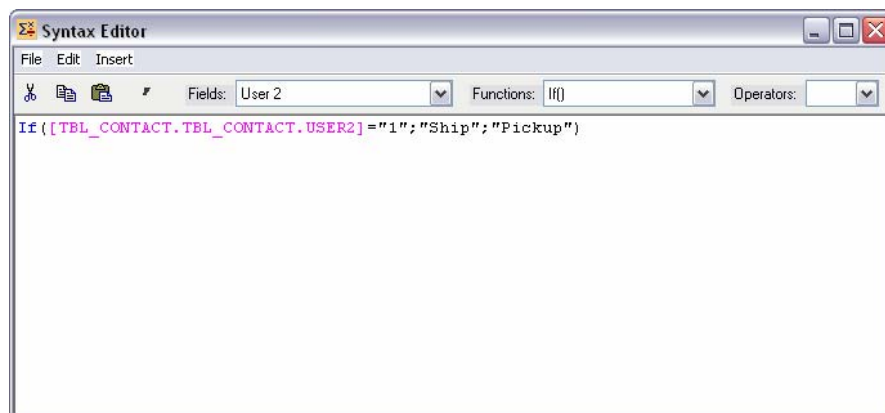 Syntax Editor
File Edit Insert
Fields: User 2 Functions: If() Operators:
If([TBL_CONTACT.TBL_CONTACT.USER2]="1";"Ship";"Pickup")